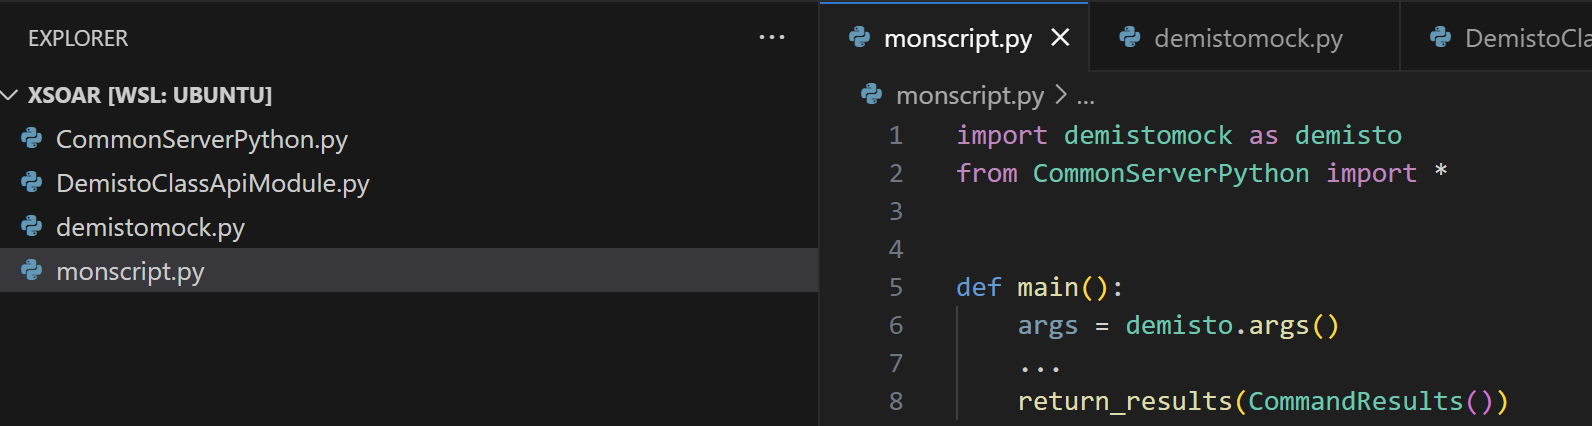 EXPLORER
...
XSOAR [WSL: UBUNTU]
CommonServerPython.py
DemistoClassApiModule.py
demistomock.py
monscript.py
monscript.py
demistomock.py
DemistoCla
monscript.py > ...
1 import demistomock as demisto
2 from CommonServerPython import *
3
4
5 def main():
6     args = demisto.args()
7     ...
8     return_results(CommandResults())